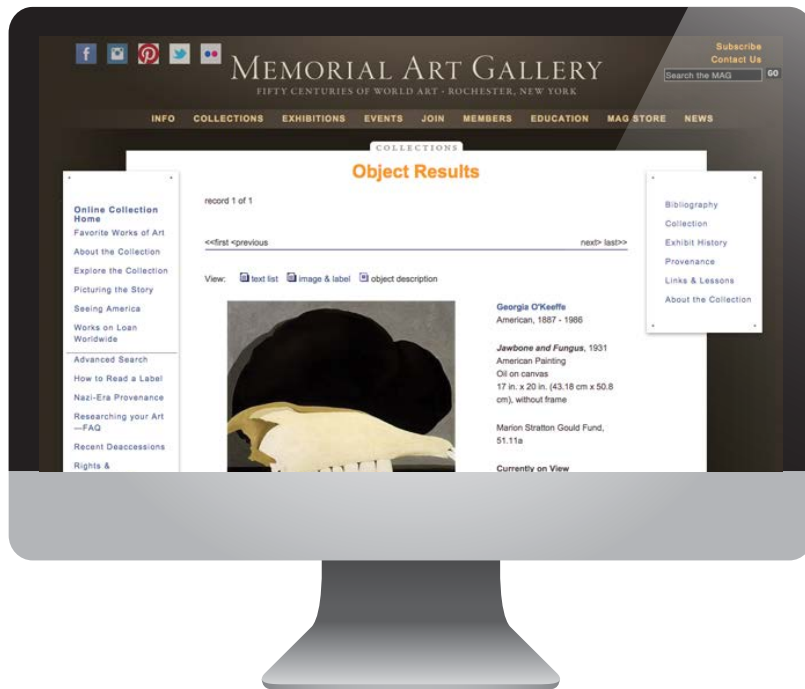 f
Subscribe
Contact Us
Search the MAG GO
MEMORIAL ART GALLERY
FIFTY CENTURIES OF WORLD ART · ROCHESTER, NEW YORK
INFO COLLECTIONS EXHIBITIONS EVENTS JOIN MEMBERS EDUCATION MAG STORE NEWS
COLLECTIONS
Object Results
Online Collection
Home
Favorite Works of Art
About the Collection
Explore the Collection
Picturing the Story
Seeing America
Works on Loan
Worldwide
Advanced Search
How to Read a Label
Nazi-Era Provenance
Researching your Art
—FAQ
Recent Deaccessions
Rights &
record 1 of 1
<<first <previous next> last>>
View: text list image & label object description
Georgia O'Keeffe
American, 1887 - 1986
Jawbone and Fungus, 1931
American Painting
Oil on canvas
17 in. x 20 in. (43.18 cm x 50.8
cm), without frame
Marion Stratton Gould Fund,
51.11a
Currently on View
Bibliography
Collection
Exhibit History
Provenance
Links & Lessons
About the Collection